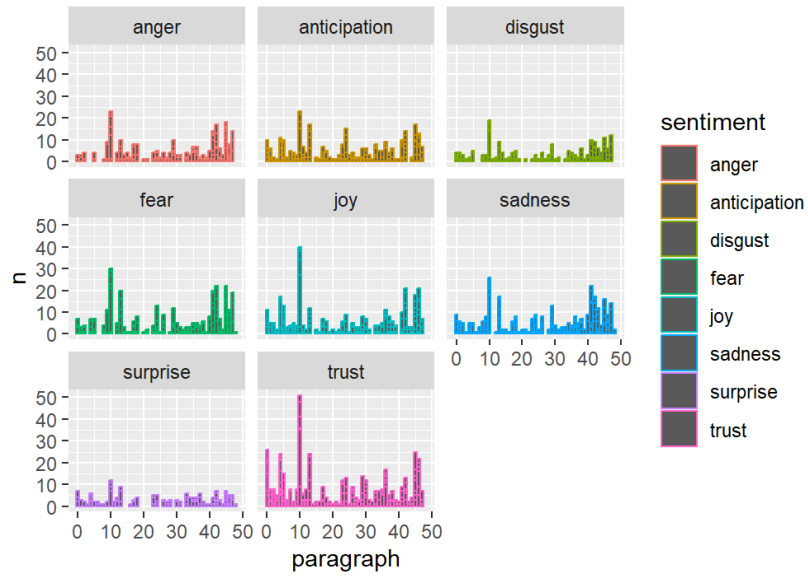 anger anticipation disgust
50
40
30
20
10
0
fear joy sadness
50
40
30
20
10
0
0 10 20 30 40 50
surprise trust
50
40
30
20
10
0
0 10 20 30 40 50 0 10 20 30 40 50
n
paragraph
sentiment
anger
anticipation
disgust
fear
joy
sadness
surprise
trust